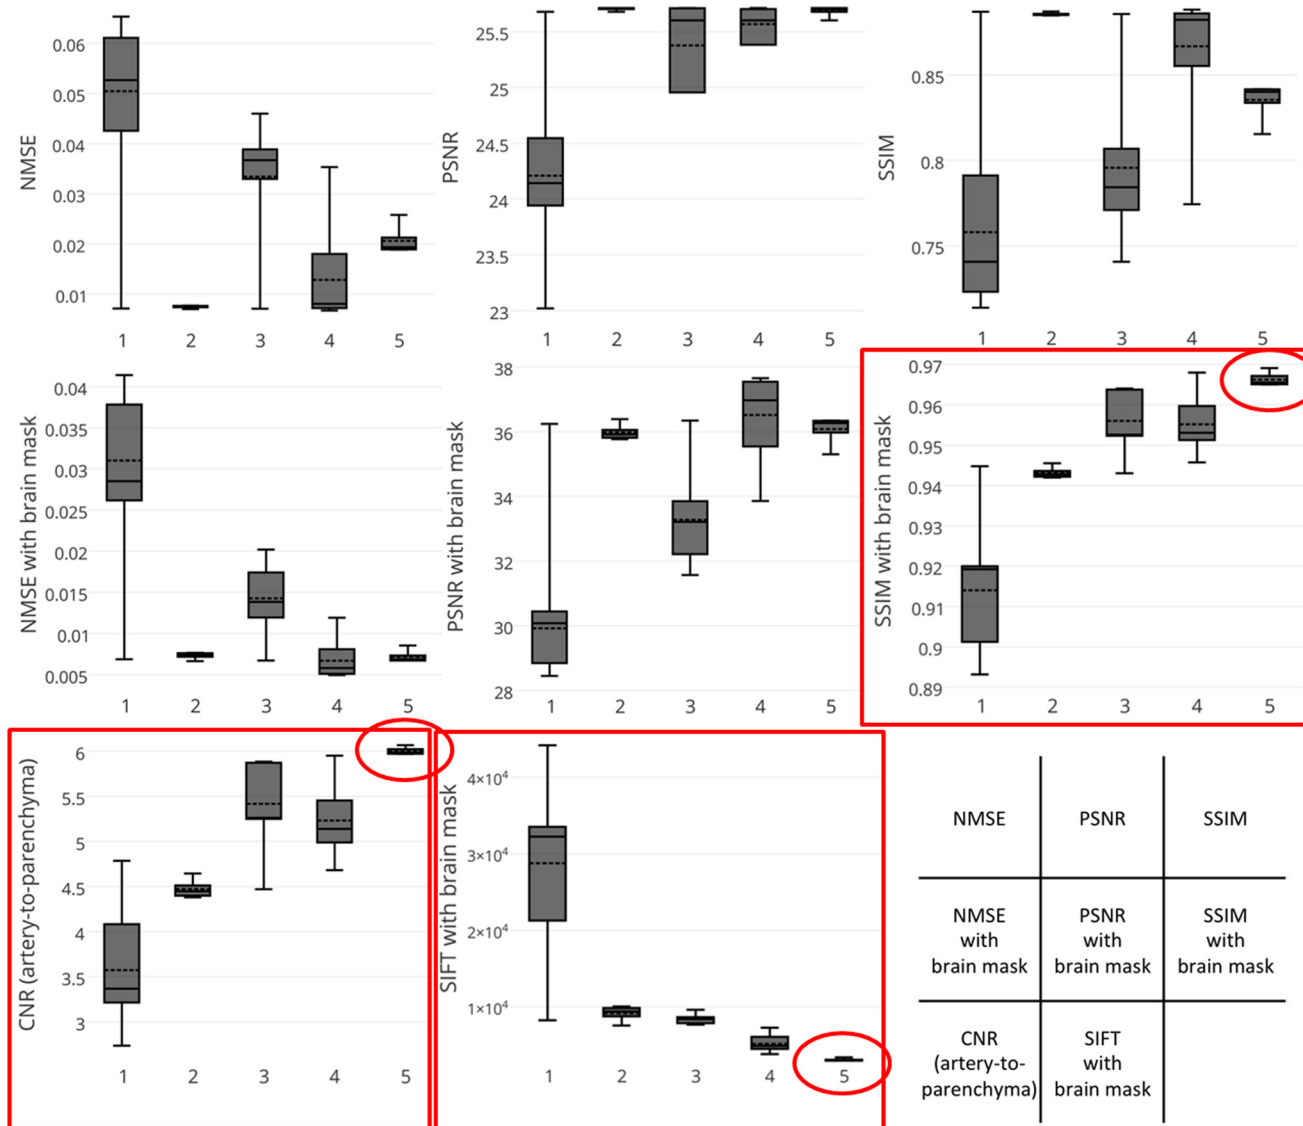 NMSE
0.06
0.05
0.04
0.03
0.02
0.01
1 2 3 4 5
PSNR
25.5
25
24.5
24
23.5
23
1 2 3 4 5
SSIM
0.85
0.8
0.75
1 2 3 4 5
NMSE with brain mask
0.04
0.035
0.03
0.025
0.02
0.015
0.01
0.005
1 2 3 4 5
PSNR with brain mask
38
36
34
32
30
28
1 2 3 4 5
SSIM with brain mask
0.97
0.96
0.95
0.94
0.93
0.92
0.91
0.9
0.89
1 2 3 4 5
CNR (artery-to-parenchyma)
6
5.5
5
4.5
4
3.5
3
1 2 3 4 5
SIFT with brain mask
4×10⁴
3×10⁴
2×10⁴
1×10⁴
1 2 3 4 5
NMSE
PSNR
SSIM
NMSE
with
brain mask
PSNR
with
brain mask
SSIM
with
brain mask
CNR
(artery-to-
parenchyma)
SIFT
with
brain mask